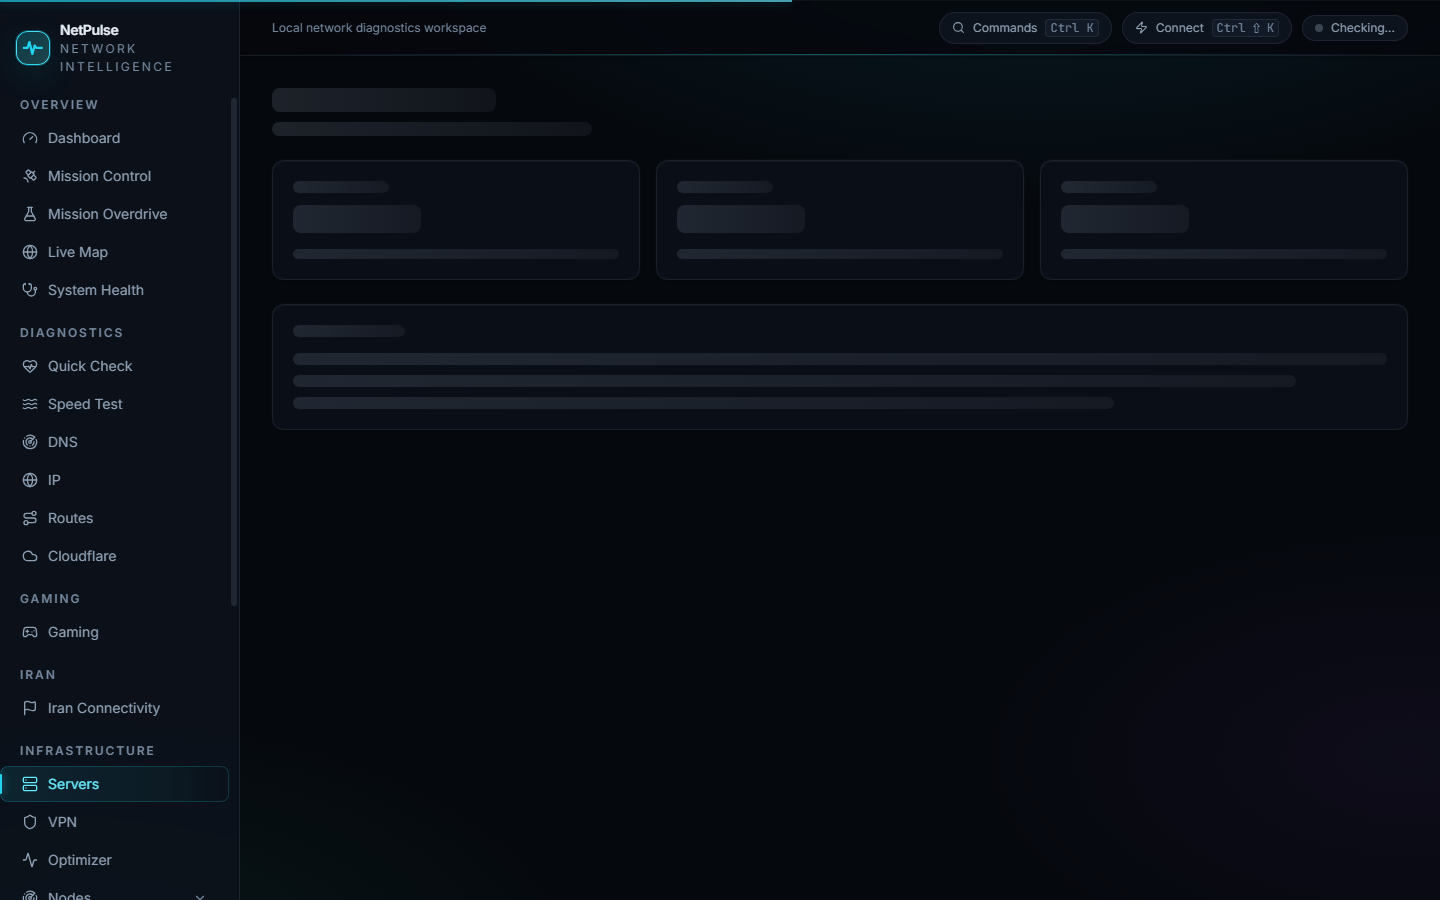 NetPulse
NETWORK
INTELLIGENCE
Local network diagnostics workspace
Commands Ctrl K
Connect Ctrl ⇧ K
Checking...
OVERVIEW
Dashboard
Mission Control
Mission Overdrive
Live Map
System Health
DIAGNOSTICS
Quick Check
Speed Test
DNS
IP
Routes
Cloudflare
GAMING
Gaming
IRAN
Iran Connectivity
INFRASTRUCTURE
Servers
VPN
Optimizer
Nodes